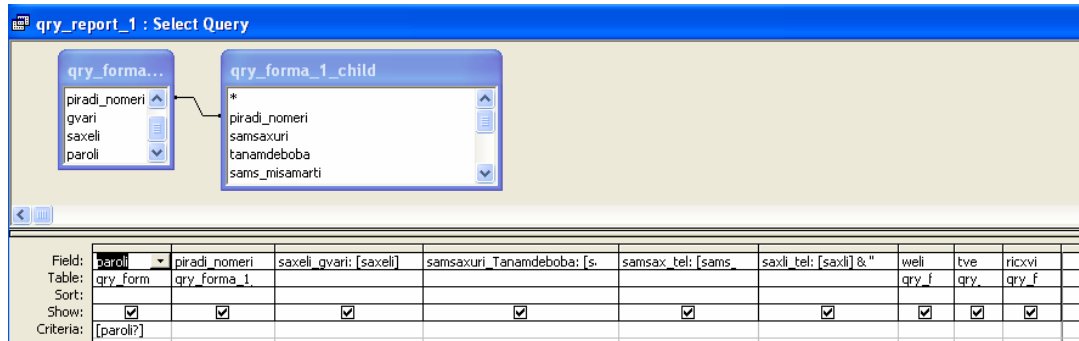 qry_report_1 : Select Query
qry_forma...
piradi_nomeri
gvari
saxeli
paroli
qry_forma_1_child
*
piradi_nomeri
samsaxuri
tanamdeboba
sams_misamarti
Field: paroli piradi_nomeri saxeli_gvari: [saxeli] samsaxuri_Tanamdeboba: [s. samsax_tel: [sams_ saxli_tel: [saxli] & " weli tve ricxvi
Table: qry_form qry_forma_1. qry_f qry_ qry_f
Sort:
Show:
Criteria: [paroli?]